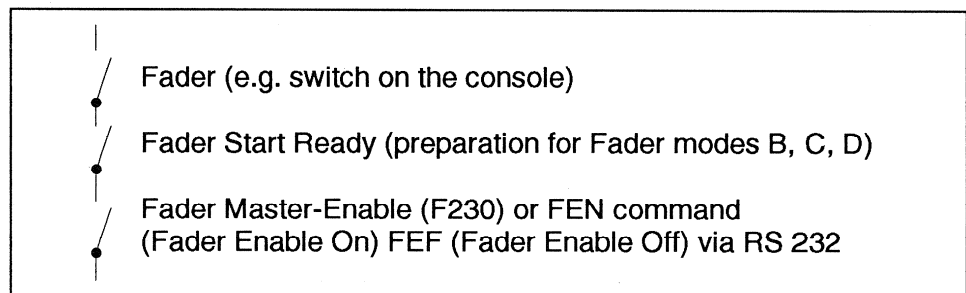 Fader (e.g. switch on the console)
Fader Start Ready (preparation for Fader modes B, C, D)
Fader Master-Enable (F230) or FEN command
(Fader Enable On) FEF (Fader Enable Off) via RS 232